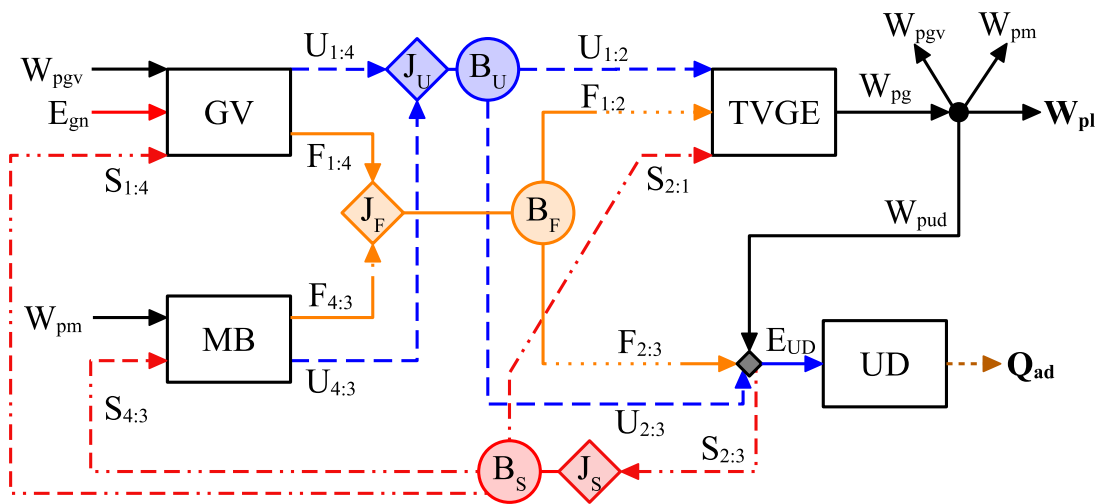 W_pgv W_pm
U_1:4 J_U B_U U_1:2
W_pgv
F_1:2 W_pg W_pl
E_gn GV TVGE
F_1:4
S_1:4 S_2:1
J_F B_F W_pud
F_4:3
W_pm MB F_2:3 E_UD UD Q_ad
U_4:3
S_4:3 U_2:3
S_2:3
B_S J_S